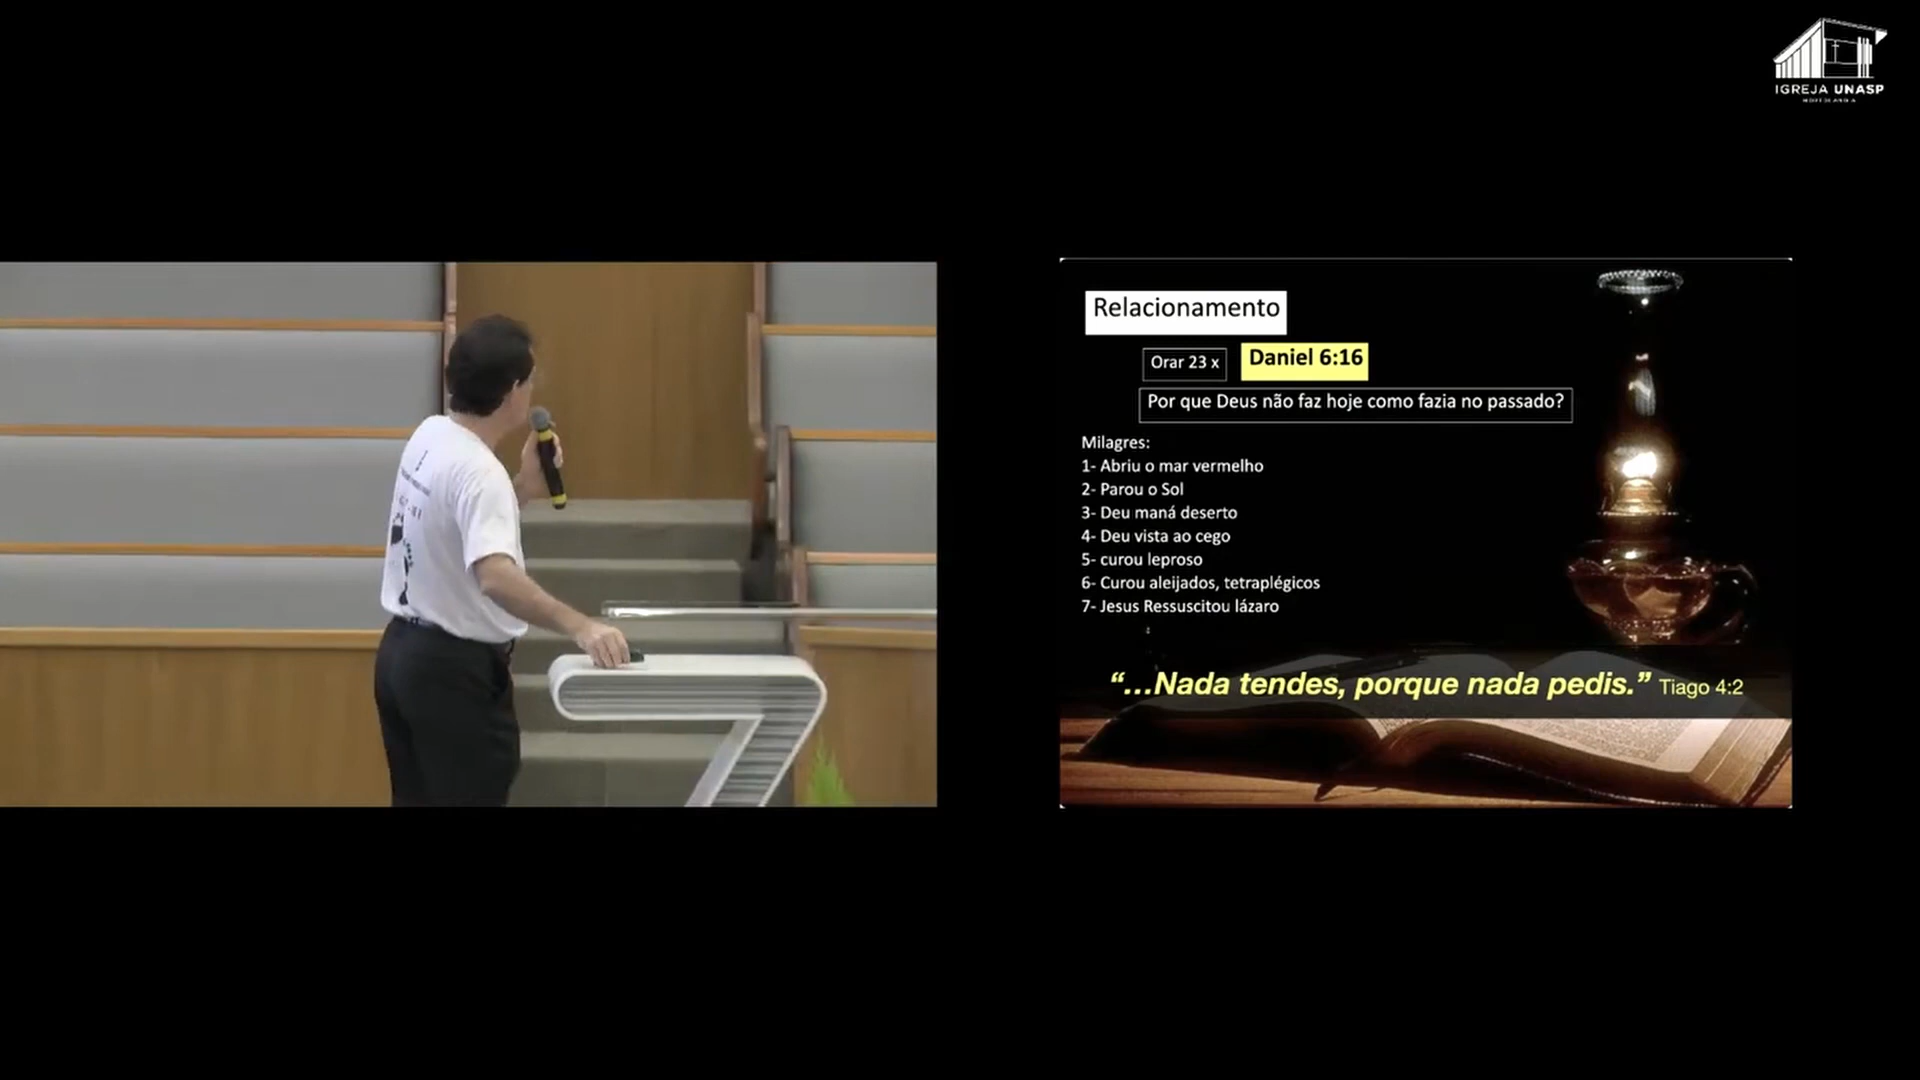 IGREJA UNASP
Relacionamento
Orar 23 x
Daniel 6:16
Por que Deus não faz hoje como fazia no passado?
Milagres:
1- Abriu o mar vermelho
2- Parou o Sol
3- Deu maná deserto
4- Deu vista ao cego
5- curou leproso
6- Curou aleijados, tetraplégicos
7- Jesus Ressuscitou lázaro
“...Nada tendes, porque nada pedis.” Tiago 4:2